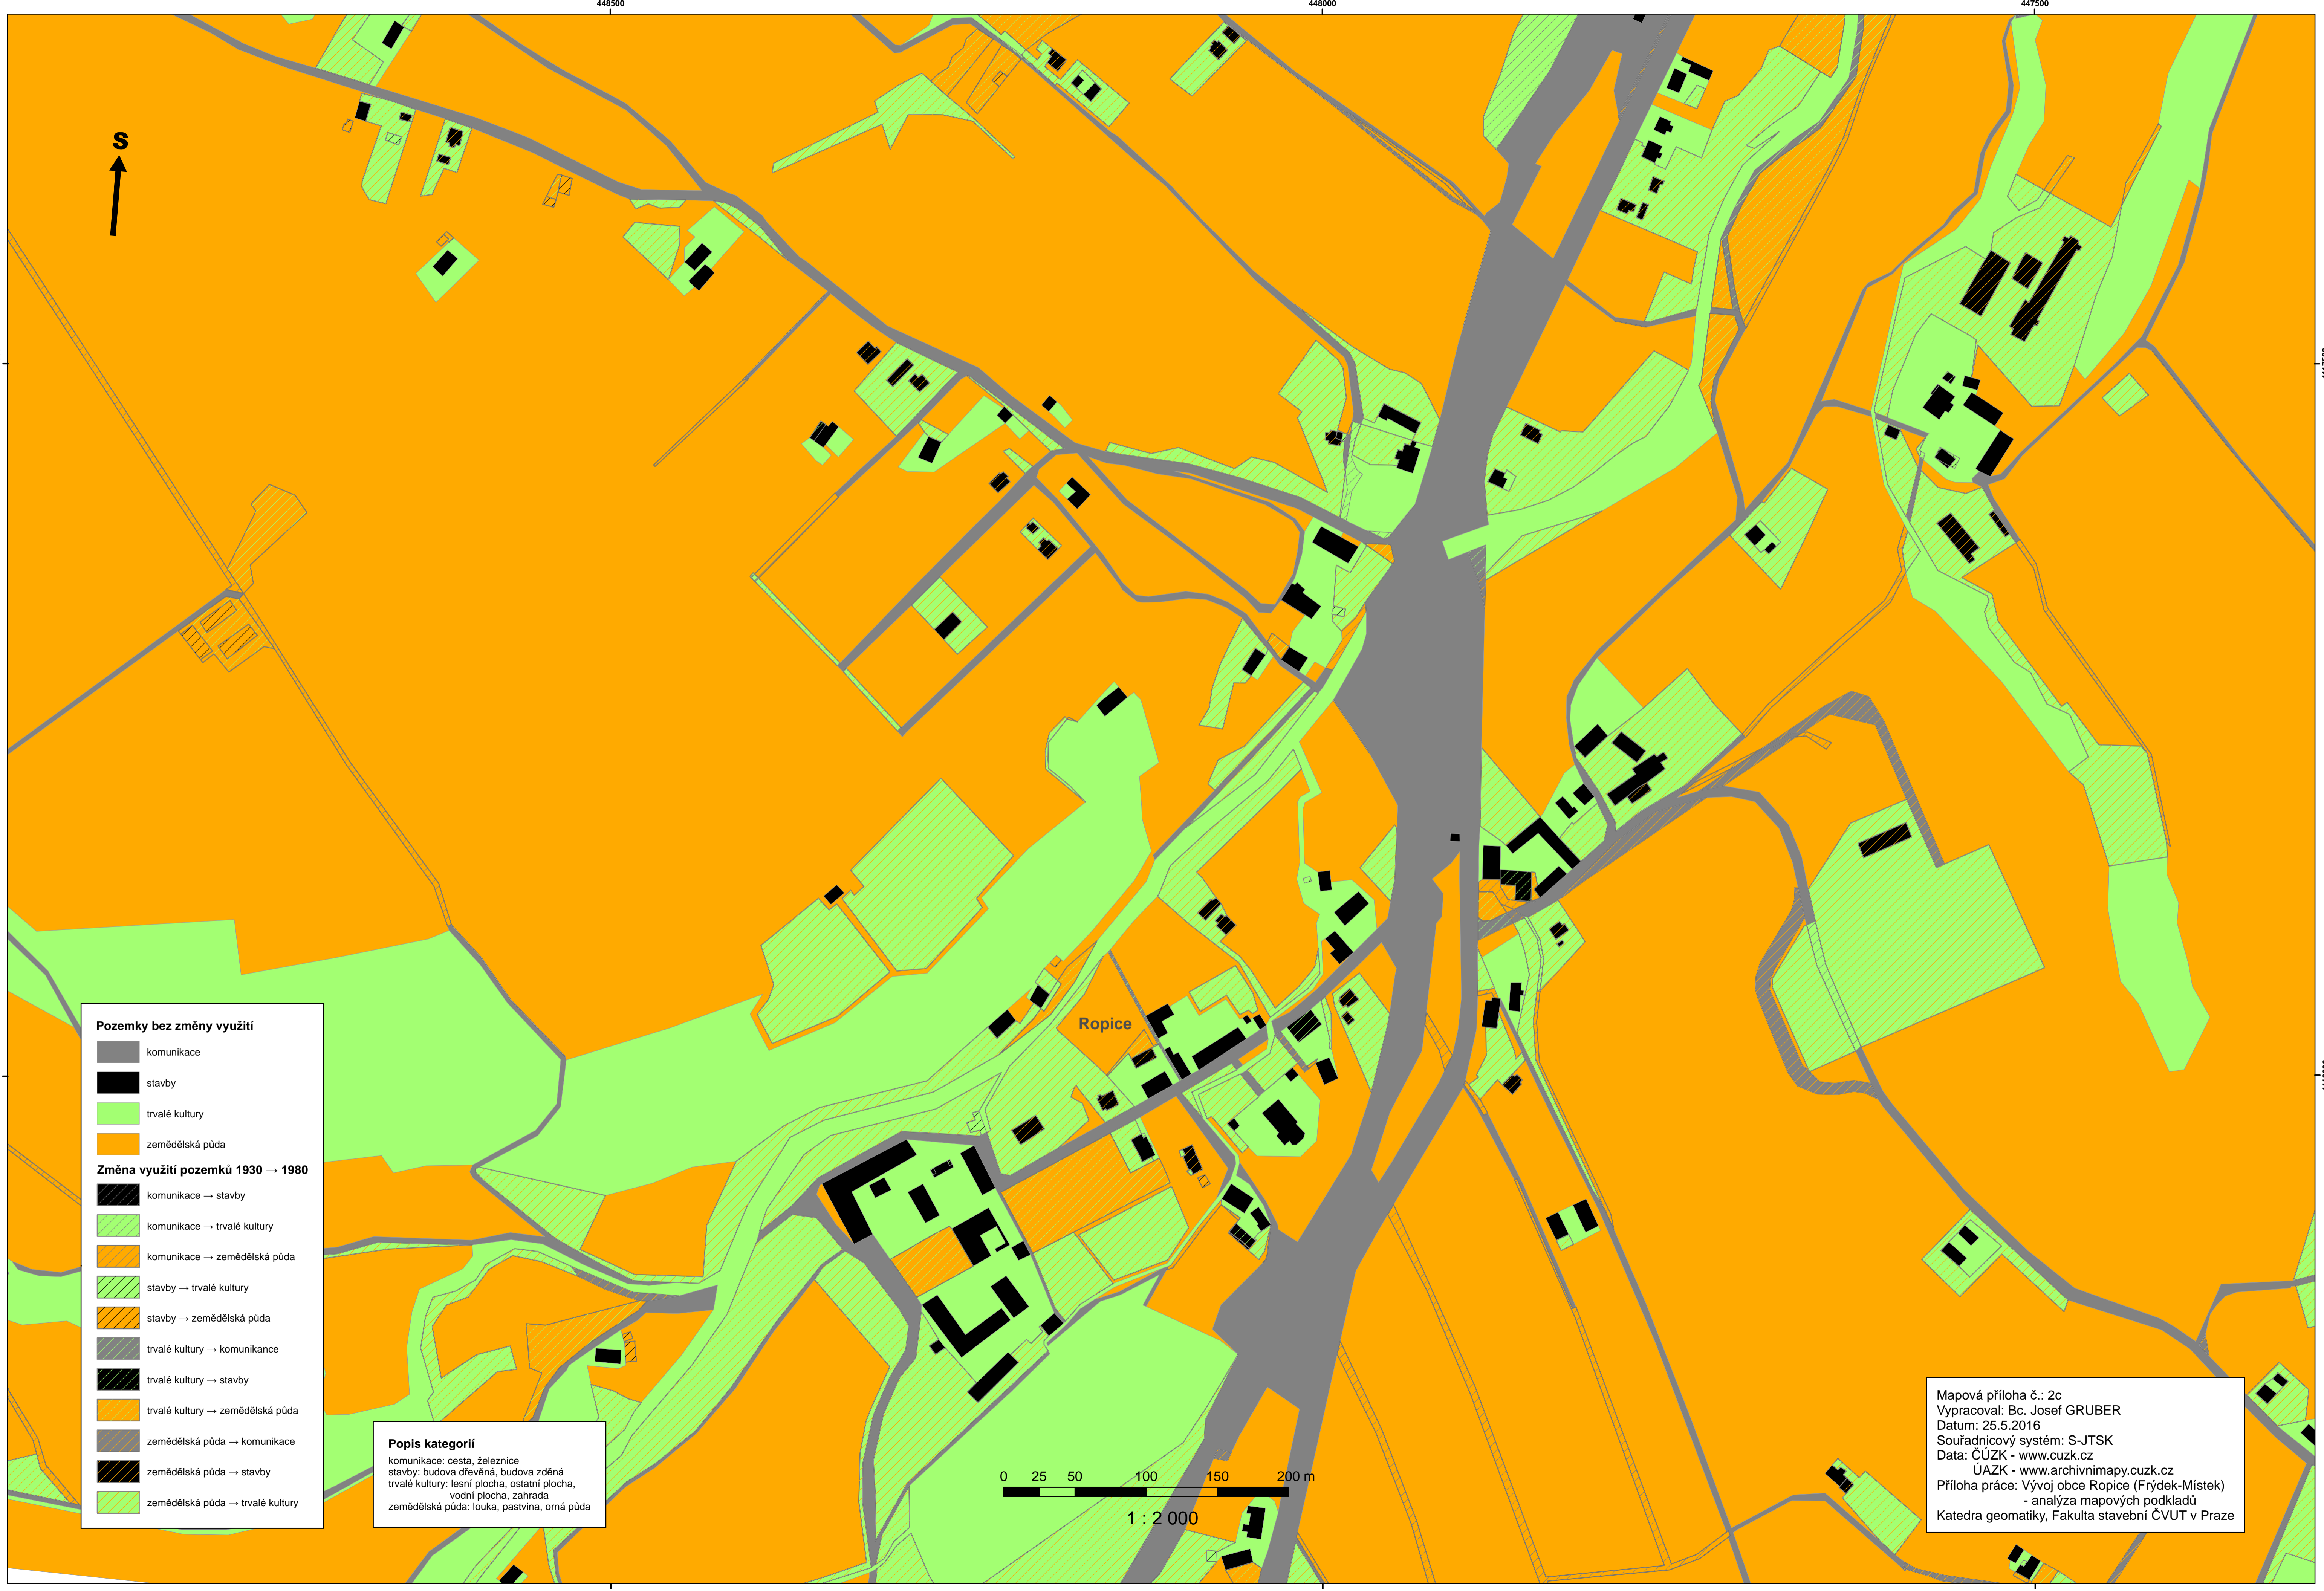 448500
448000
447500
S
Ropice
Pozemky bez změny využití
komunikace
stavby
trvalé kultury
zemědělská půda
Změna využití pozemků 1930 → 1980
komunikace → stavby
komunikace → trvalé kultury
komunikace → zemědělská půda
stavby → trvalé kultury
stavby → zemědělská půda
trvalé kultury → komunikance
trvalé kultury → stavby
trvalé kultury → zemědělská půda
zemědělská půda → komunikace
zemědělská půda → stavby
zemědělská půda → trvalé kultury
Popis kategorií
komunikace: cesta, železnice
stavby: budova dřevěná, budova zděná
trvalé kultury: lesní plocha, ostatní plocha,
vodní plocha, zahrada
zemědělská půda: louka, pastvina, orná půda
0 25 50 100 150 200 m
1 : 2 000
Mapová příloha č.: 2c
Vypracoval: Bc. Josef GRUBER
Datum: 25.5.2016
Souřadnicový systém: S-JTSK
Data: ČÚZK - www.cuzk.cz
ÚAZK - www.archivnimapy.cuzk.cz
Příloha práce: Vývoj obce Ropice (Frýdek-Místek)
- analýza mapových podkladů
Katedra geomatiky, Fakulta stavební ČVUT v Praze